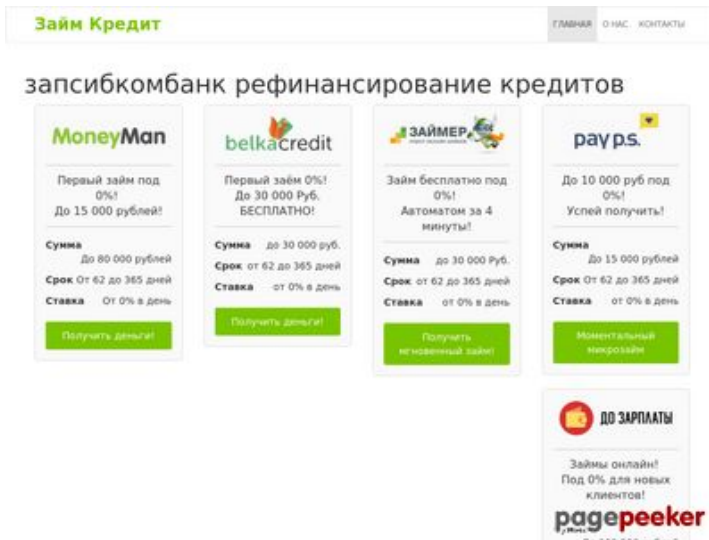 Займ Кредит
ГЛАВНАЯ О НАС КОНТАКТЫ
запсибкомбанк рефинансирование кредитов
MoneyMan
Первый займ под
0%!
До 15 000 рублей!
Сумма
До 80 000 рублей
Срок От 62 до 365 дней
Ставка От 0% в день
Получить деньги!
belkacredit
Первый заём 0%!
До 30 000 Руб.
БЕСПЛАТНО!
Сумма до 30 000 руб.
Срок от 62 до 365 дней
Ставка от 0% в день
Получить деньги!
ЗАЙМЕР
Займ бесплатно под
0%!
Автоматом за 4
минуты!
Сумма до 30 000 Руб.
Срок от 62 до 365 дней
Ставка от 0% в день
Получить
мгновенный займ!
pay p.s.
До 10 000 руб под
0%!
Успей получить!
Сумма
До 15 000 рублей
Срок От 62 до 365 дней
Ставка От 0% в день
Моментальный
микрозайм
ДО ЗАРПЛАТЫ
Займы онлайн!
Под 0% для новых
клиентов!
pagepeeker